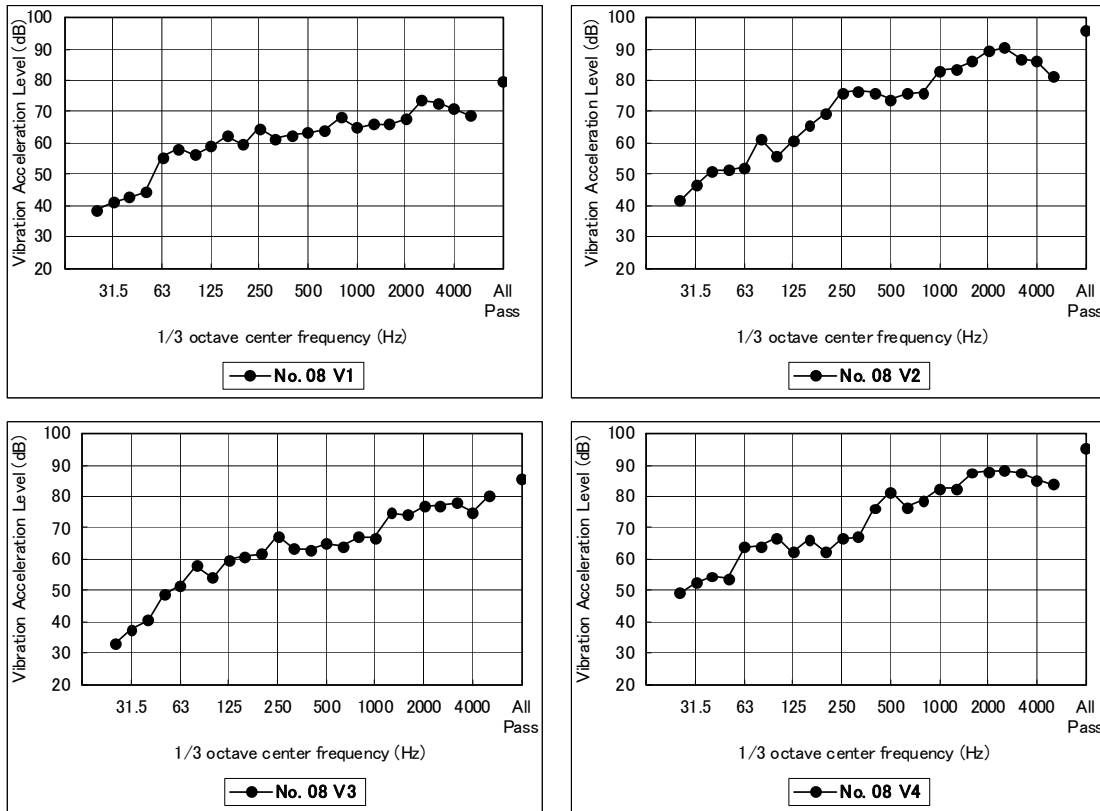 Vibration Acceleration Level (dB)
100
90
80
70
60
50
40
30
20
31.5 63 125 250 500 1000 2000 4000 All
Pass
1/3 octave center frequency (Hz)
No. 08 V1
Vibration Acceleration Level (dB)
100
90
80
70
60
50
40
30
20
31.5 63 125 250 500 1000 2000 4000 All
Pass
1/3 octave center frequency (Hz)
No. 08 V2
Vibration Acceleration Level (dB)
100
90
80
70
60
50
40
30
20
31.5 63 125 250 500 1000 2000 4000 All
Pass
1/3 octave center frequency (Hz)
No. 08 V3
Vibration Acceleration Level (dB)
100
90
80
70
60
50
40
30
20
31.5 63 125 250 500 1000 2000 4000 All
Pass
1/3 octave center frequency (Hz)
No. 08 V4